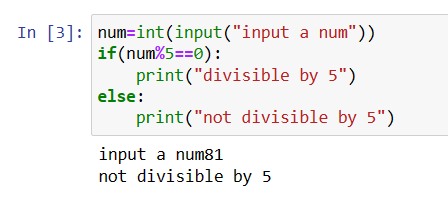 In [3]: num=int(input("input a num"))
if(num%5==0):
    print("divisible by 5")
else:
    print("not divisible by 5")
input a num81
not divisible by 5